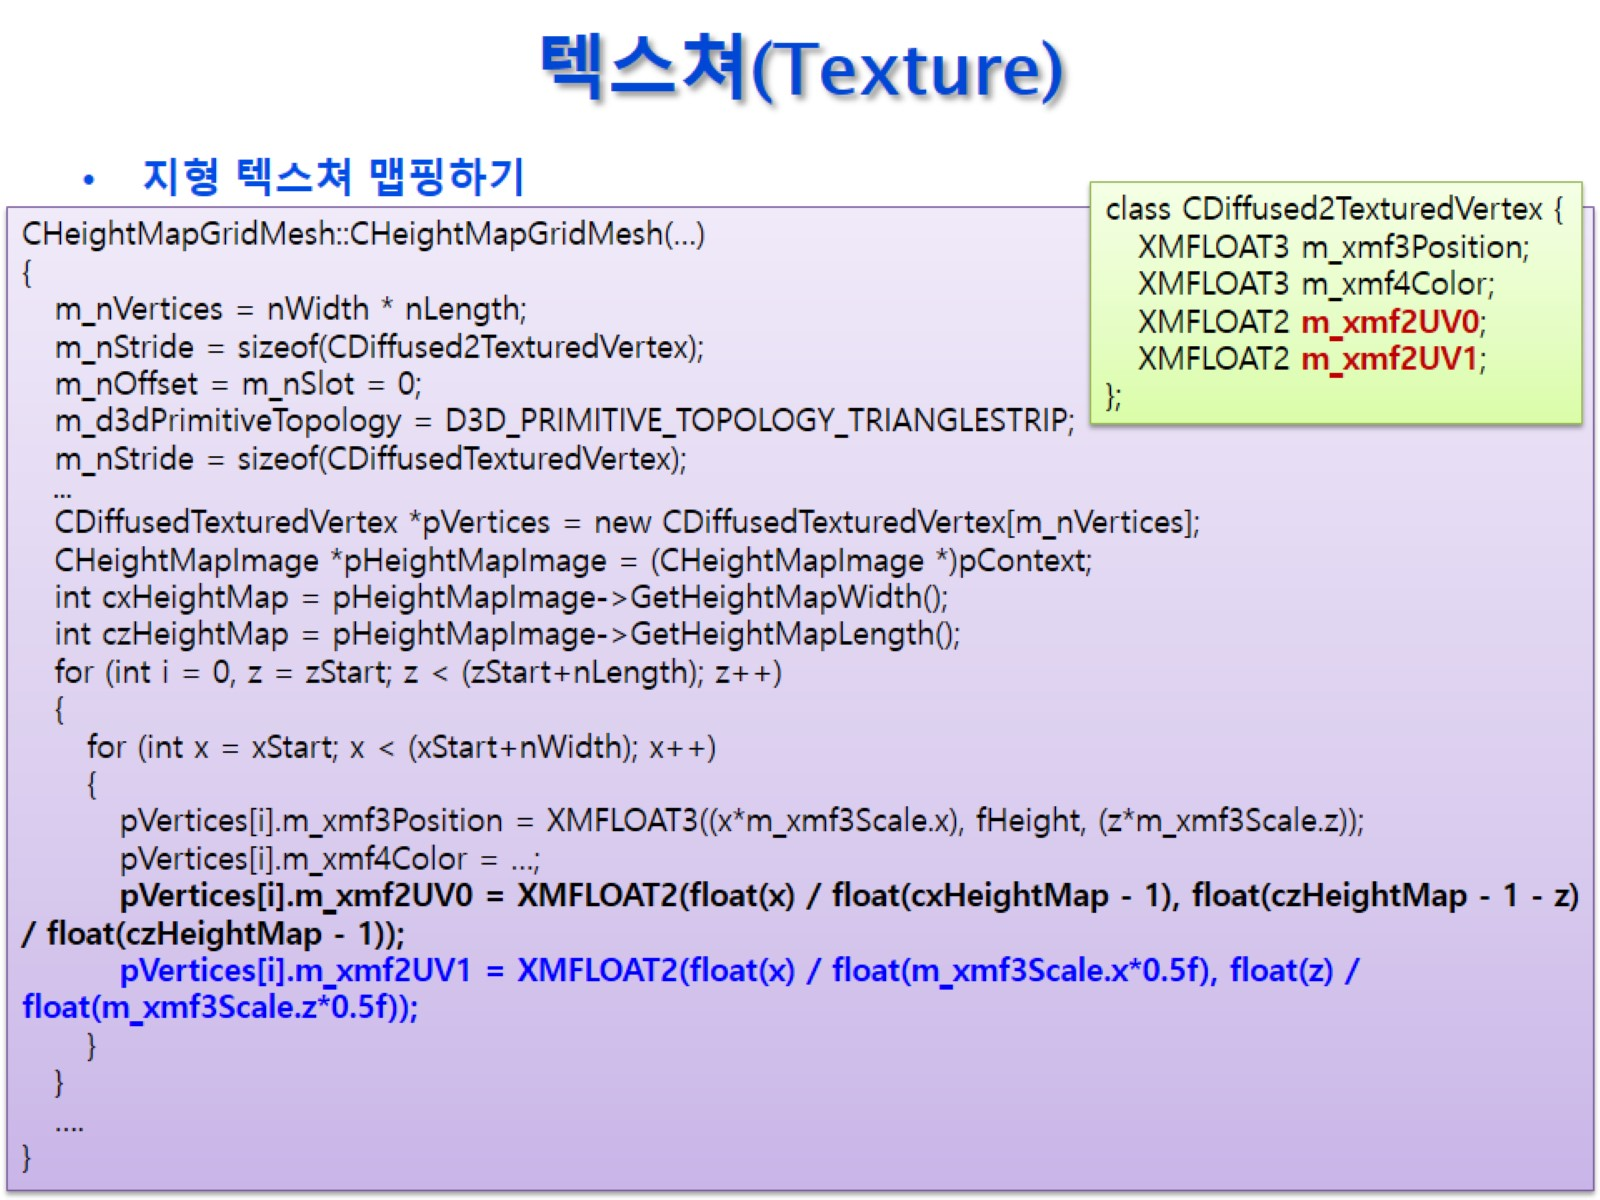 텍스쳐(Texture)
• 지형 텍스쳐 맵핑하기
class CDiffused2TexturedVertex {
XMFLOAT3 m_xmf3Position;
XMFLOAT3 m_xmf4Color;
XMFLOAT2 m_xmf2UV0;
XMFLOAT2 m_xmf2UV1;
};
CHeightMapGridMesh::CHeightMapGridMesh(...)
{
m_nVertices = nWidth * nLength;
m_nStride = sizeof(CDiffused2TexturedVertex);
m_nOffset = m_nSlot = 0;
m_d3dPrimitiveTopology = D3D_PRIMITIVE_TOPOLOGY_TRIANGLESTRIP;
m_nStride = sizeof(CDiffusedTexturedVertex);
...
CDiffusedTexturedVertex *pVertices = new CDiffusedTexturedVertex[m_nVertices];
CHeightMapImage *pHeightMapImage = (CHeightMapImage *)pContext;
int cxHeightMap = pHeightMapImage->GetHeightMapWidth();
int czHeightMap = pHeightMapImage->GetHeightMapLength();
for (int i = 0, z = zStart; z < (zStart+nLength); z++)
{
for (int x = xStart; x < (xStart+nWidth); x++)
{
pVertices[i].m_xmf3Position = XMFLOAT3((x*m_xmf3Scale.x), fHeight, (z*m_xmf3Scale.z));
pVertices[i].m_xmf4Color = ...;
pVertices[i].m_xmf2UV0 = XMFLOAT2(float(x) / float(cxHeightMap - 1), float(czHeightMap - 1 - z)
/ float(czHeightMap - 1));
pVertices[i].m_xmf2UV1 = XMFLOAT2(float(x) / float(m_xmf3Scale.x*0.5f), float(z) /
float(m_xmf3Scale.z*0.5f));
}
}
....
}